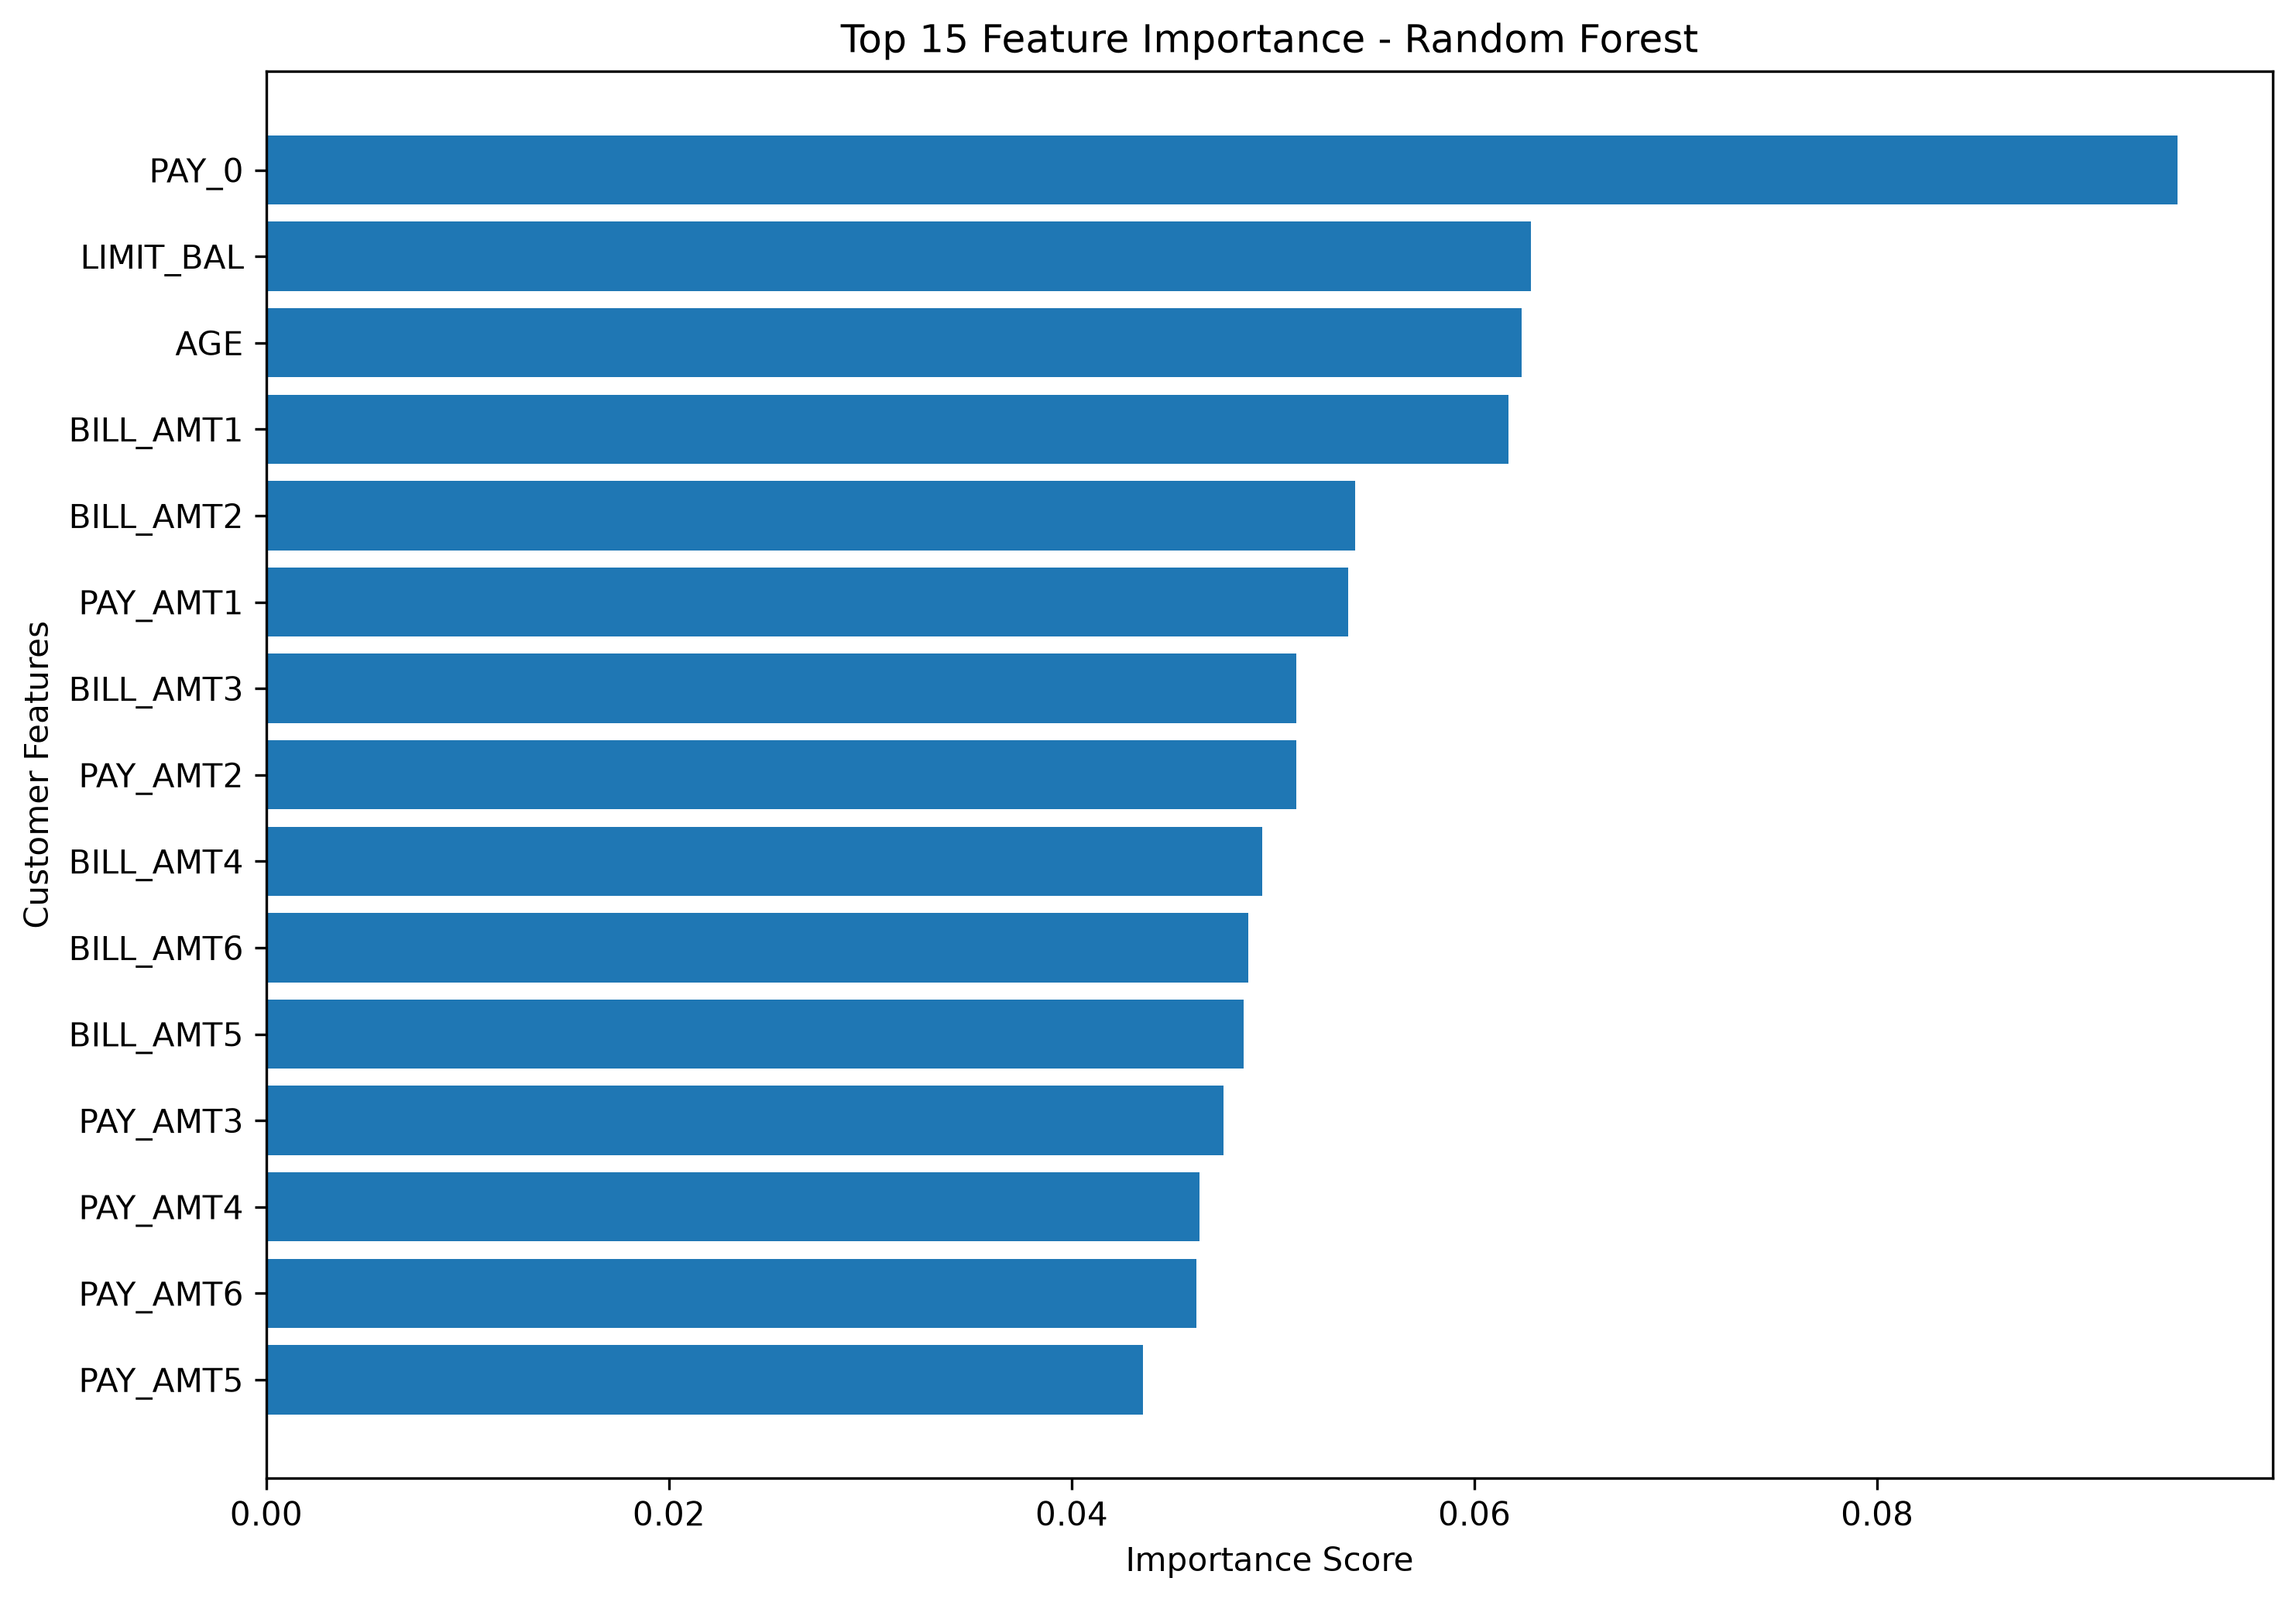 Top 15 Feature Importance - Random Forest
Customer Features
PAY_0
LIMIT_BAL
AGE
BILL_AMT1
BILL_AMT2
PAY_AMT1
BILL_AMT3
PAY_AMT2
BILL_AMT4
BILL_AMT6
BILL_AMT5
PAY_AMT3
PAY_AMT4
PAY_AMT6
PAY_AMT5
0.00 0.02 0.04 0.06 0.08
Importance Score